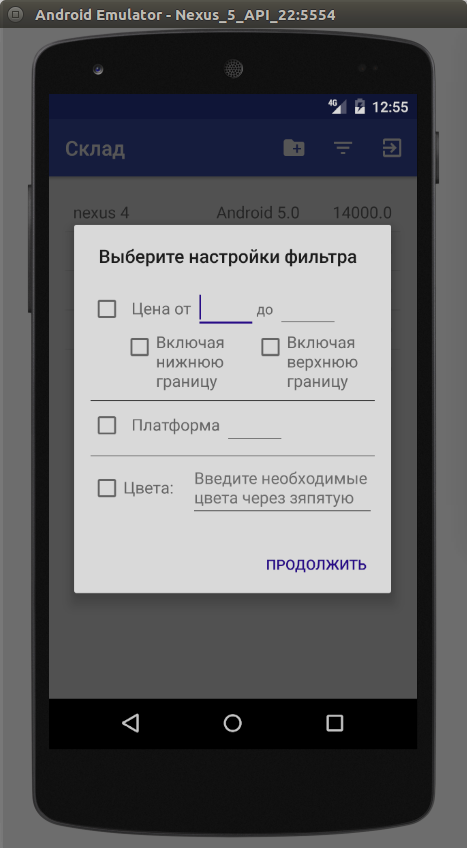 Android Emulator - Nexus_5_API_22:5554
4G 12:55
Склад
nexus 4 Android 5.0 14000.0
Выберите настройки фильтра
Цена от до
Включая нижнюю границу
Включая верхнюю границу
Платформа
Цвета: Введите необходимые
цвета через зяпятую
ПРОДОЛЖИТЬ